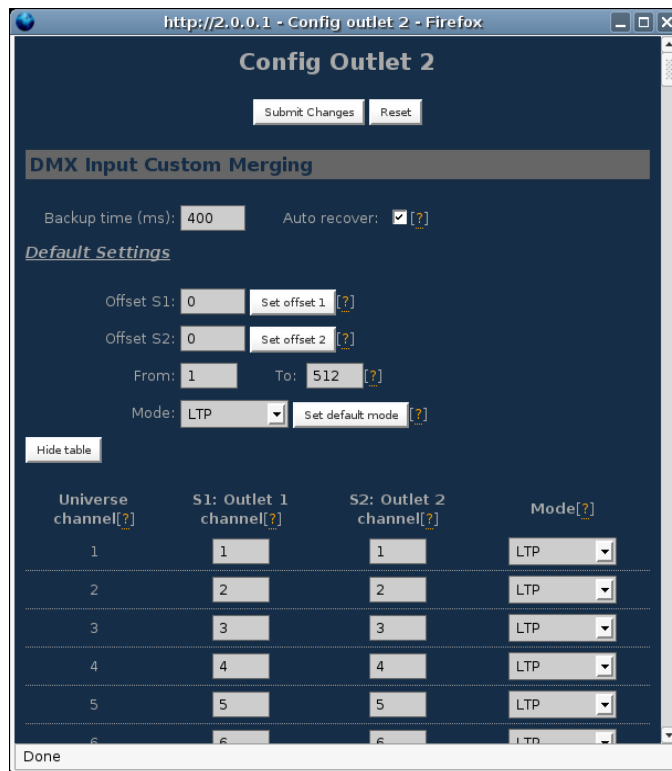 http://2.0.0.1 - Config outlet 2 - Firefox
Config Outlet 2
Submit Changes Reset
DMX Input Custom Merging
Backup time (ms): 400 Auto recover: [?]
Default Settings
Offset S1: 0 Set offset 1 [?]
Offset S2: 0 Set offset 2 [?]
From: 1 To: 512 [?]
Mode: LTP Set default mode [?]
Hide table
Universe channel[?] S1: Outlet 1 channel[?] S2: Outlet 2 channel[?] Mode[?]
1 1 1 LTP
2 2 2 LTP
3 3 3 LTP
4 4 4 LTP
5 5 5 LTP
6 6 6 LTP
Done